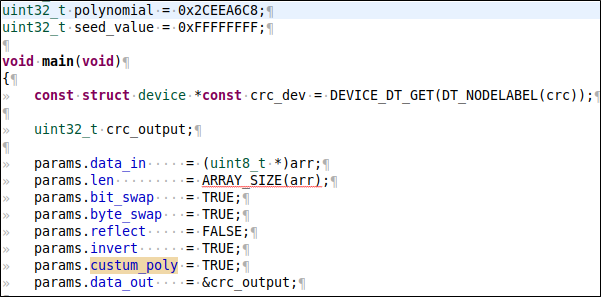 uint32_t polynomial = 0x2CEEA6C8;¶
uint32_t seed_value = 0xFFFFFFFF;¶
¶
void·main(void)¶
{¶
»   const·struct·device·*const·crc_dev·=·DEVICE_DT_GET(DT_NODELABEL(crc));¶
¶
»   uint32_t·crc_output;¶
¶
»   params.data_in·····=·(uint8_t·*)arr;¶
»   params.len·········=·ARRAY_SIZE(arr);¶
»   params.bit_swap····=·TRUE;¶
»   params.byte_swap···=·TRUE;¶
»   params.reflect·····=·FALSE;¶
»   params.invert······=·TRUE;¶
»   params.custum_poly·=·TRUE;¶
»   params.data_out····=·&crc_output;¶